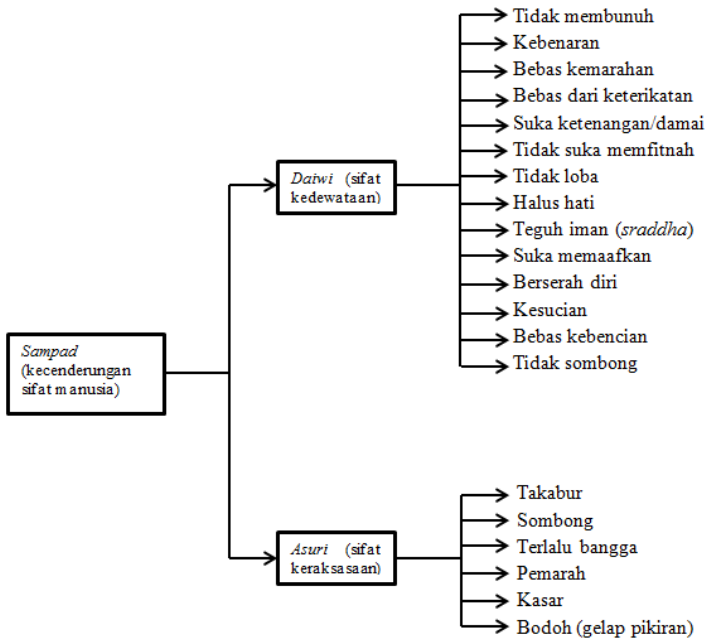 Sampad
(kecenderungan
sifat manusia)
Daiwi (sifat
kedewataan)
Tidak membunuh
Kebenaran
Bebas kemarahan
Bebas dari keterikatan
Suka ketenangan/damai
Tidak suka memfitnah
Tidak loba
Halus hati
Teguh iman (sraddha)
Suka memaafkan
Berserah diri
Kesucian
Bebas kebencian
Tidak sombong
Asuri (sifat
keraksasaan)
Takabur
Sombong
Terlalu bangga
Pemarah
Kasar
Bodoh (gelap pikiran)